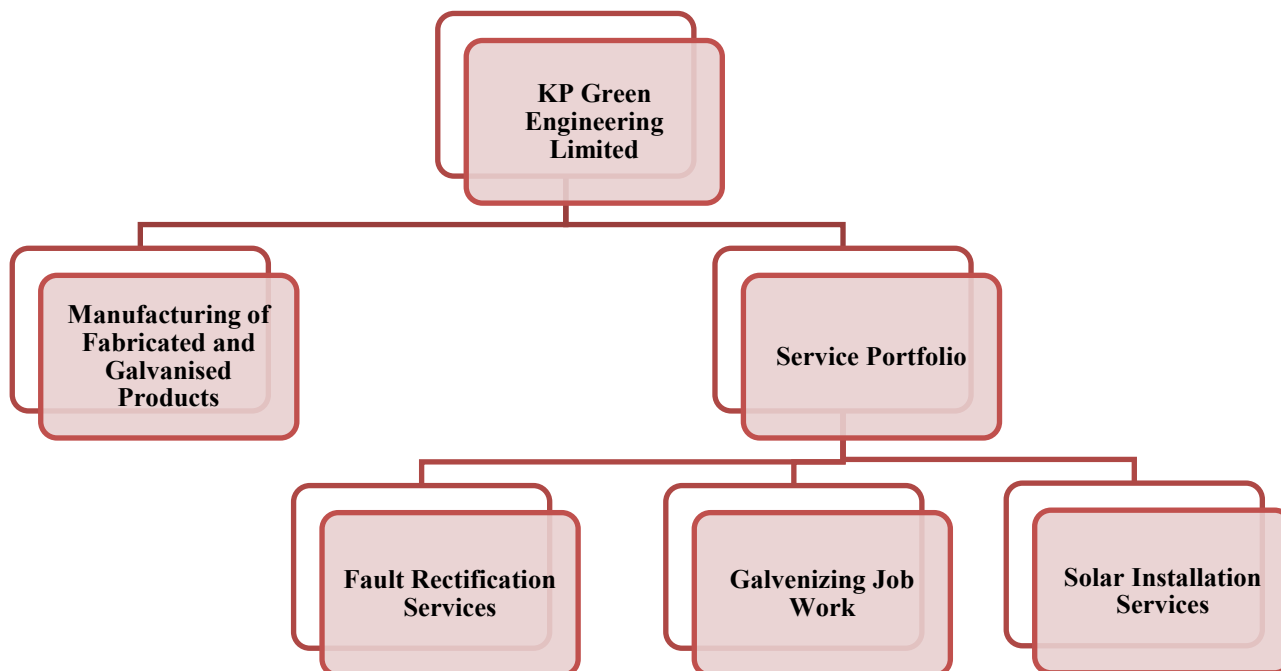 KP Green
Engineering
Limited
Manufacturing of
Fabricated and
Galvanised
Products
Service Portfolio
Fault Rectification
Services
Galvenizing Job
Work
Solar Installation
Services